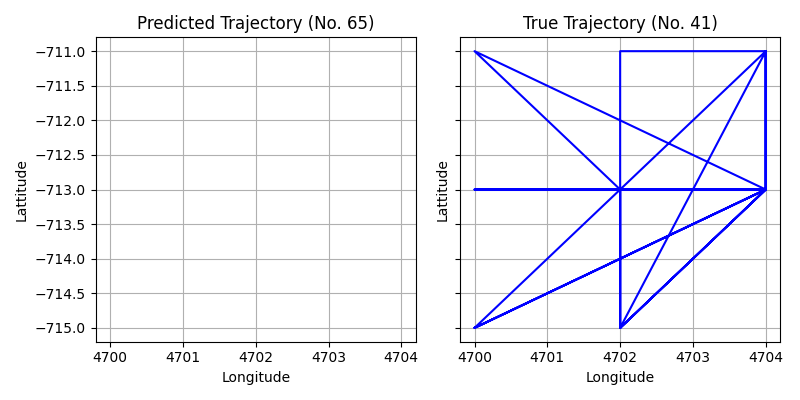 Predicted Trajectory (No. 65)
True Trajectory (No. 41)
−711.0
−711.5
−712.0
−712.5
−713.0
−713.5
−714.0
−714.5
−715.0
Lattitude
Lattitude
4700 4701 4702 4703 4704
4700 4701 4702 4703 4704
Longitude
Longitude